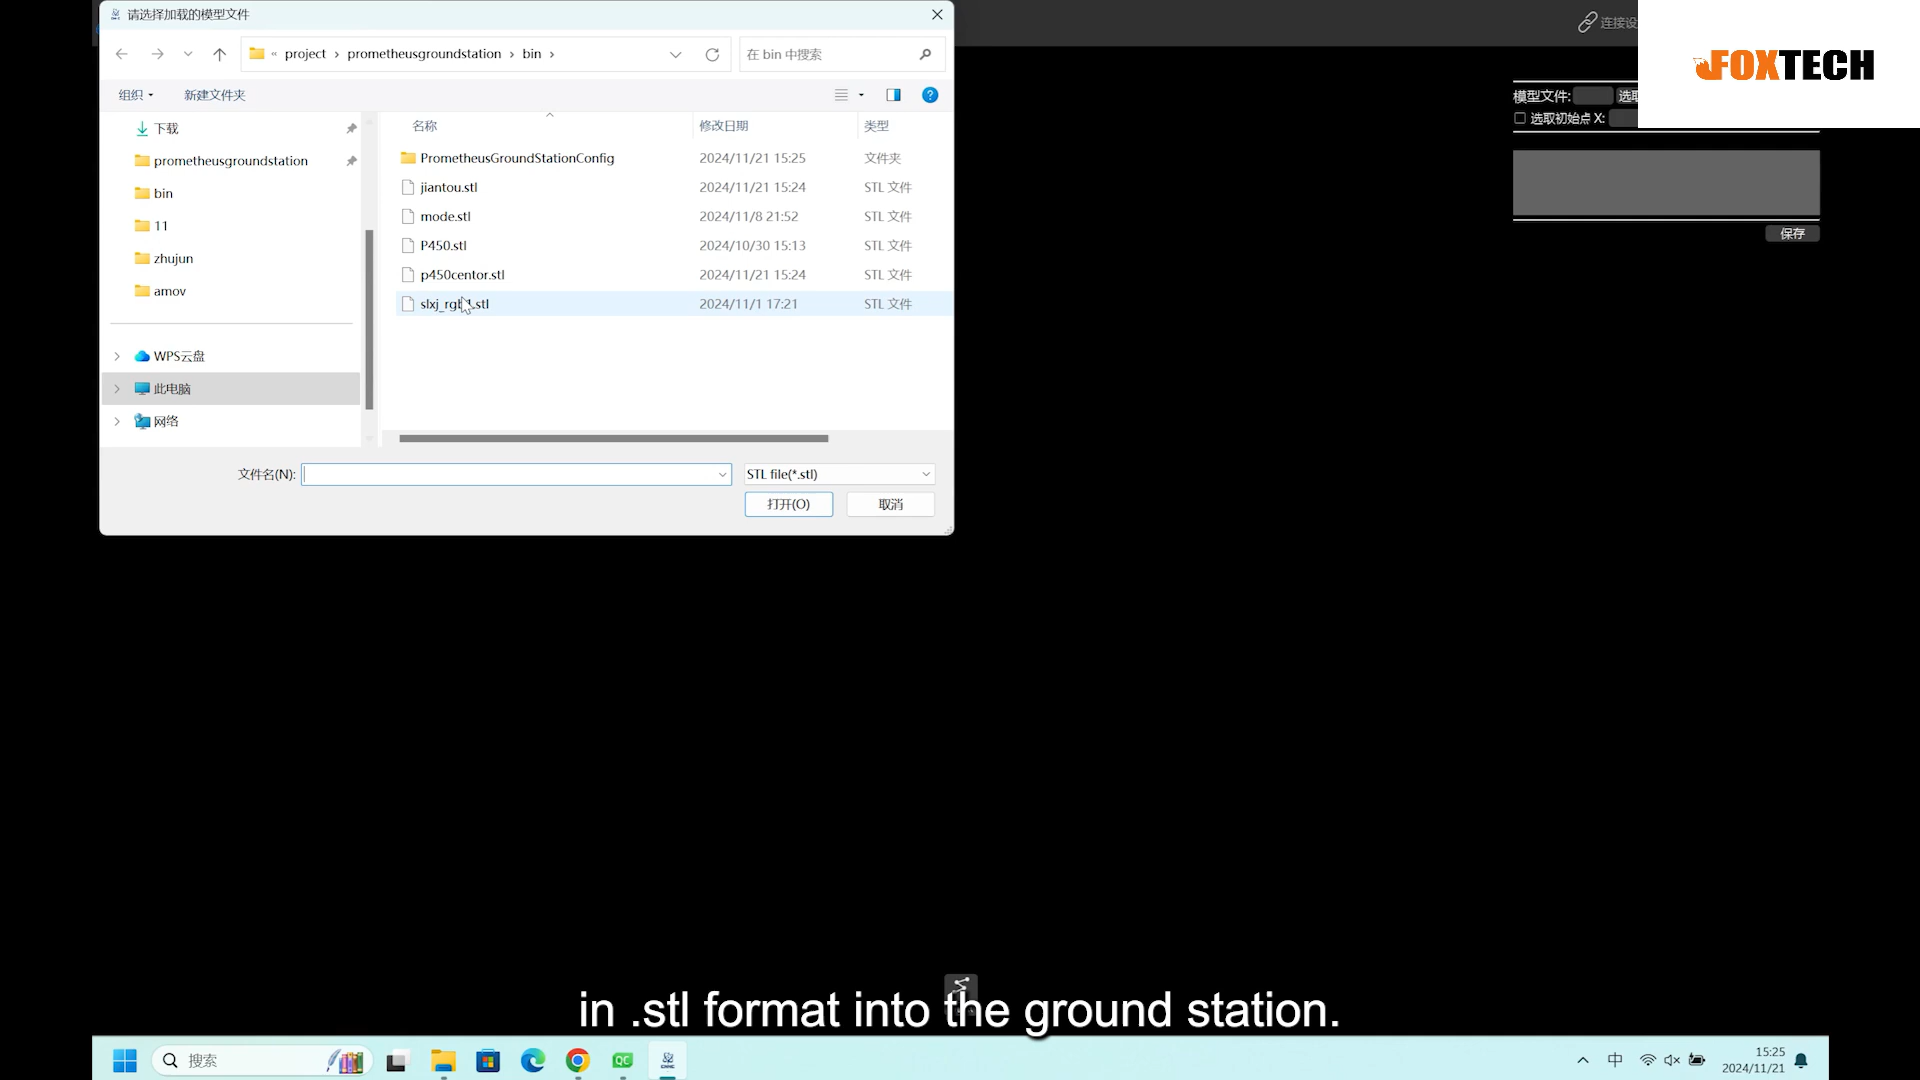 请选择加载的模型文件
« project › prometheusgroundstation › bin ›
在 bin 中搜索
组织
新建文件夹
名称
修改日期
类型
下载
prometheusgroundstation
bin
11
zhujun
amov
WPS云盘
此电脑
网络
PrometheusGroundStationConfig 2024/11/21 15:25 文件夹
jiantou.stl 2024/11/21 15:24 STL 文件
mode.stl 2024/11/8 21:52 STL 文件
P450.stl 2024/10/30 15:13 STL 文件
p450centor.stl 2024/11/21 15:24 STL 文件
2024/11/1 17:21 STL 文件
文件名(N):
STL file(*.stl)
打开(O)
取消
连接设
FOXTECH
模型文件: 选取
选取初始点 X:
保存
in .stl format into the ground station.
搜索
QC
中
15:25
2024/11/21